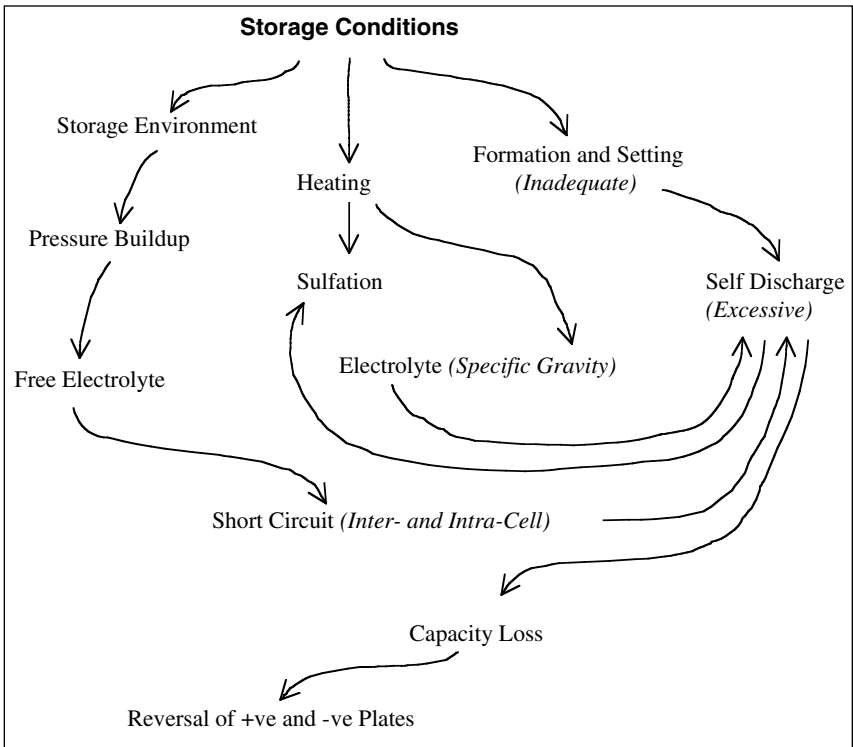 Storage Conditions
Storage Environment
Formation and Setting
(Inadequate)
Heating
Pressure Buildup
Sulfation
Self Discharge
(Excessive)
Electrolyte (Specific Gravity)
Free Electrolyte
Short Circuit (Inter- and Intra-Cell)
Capacity Loss
Reversal of +ve and -ve Plates